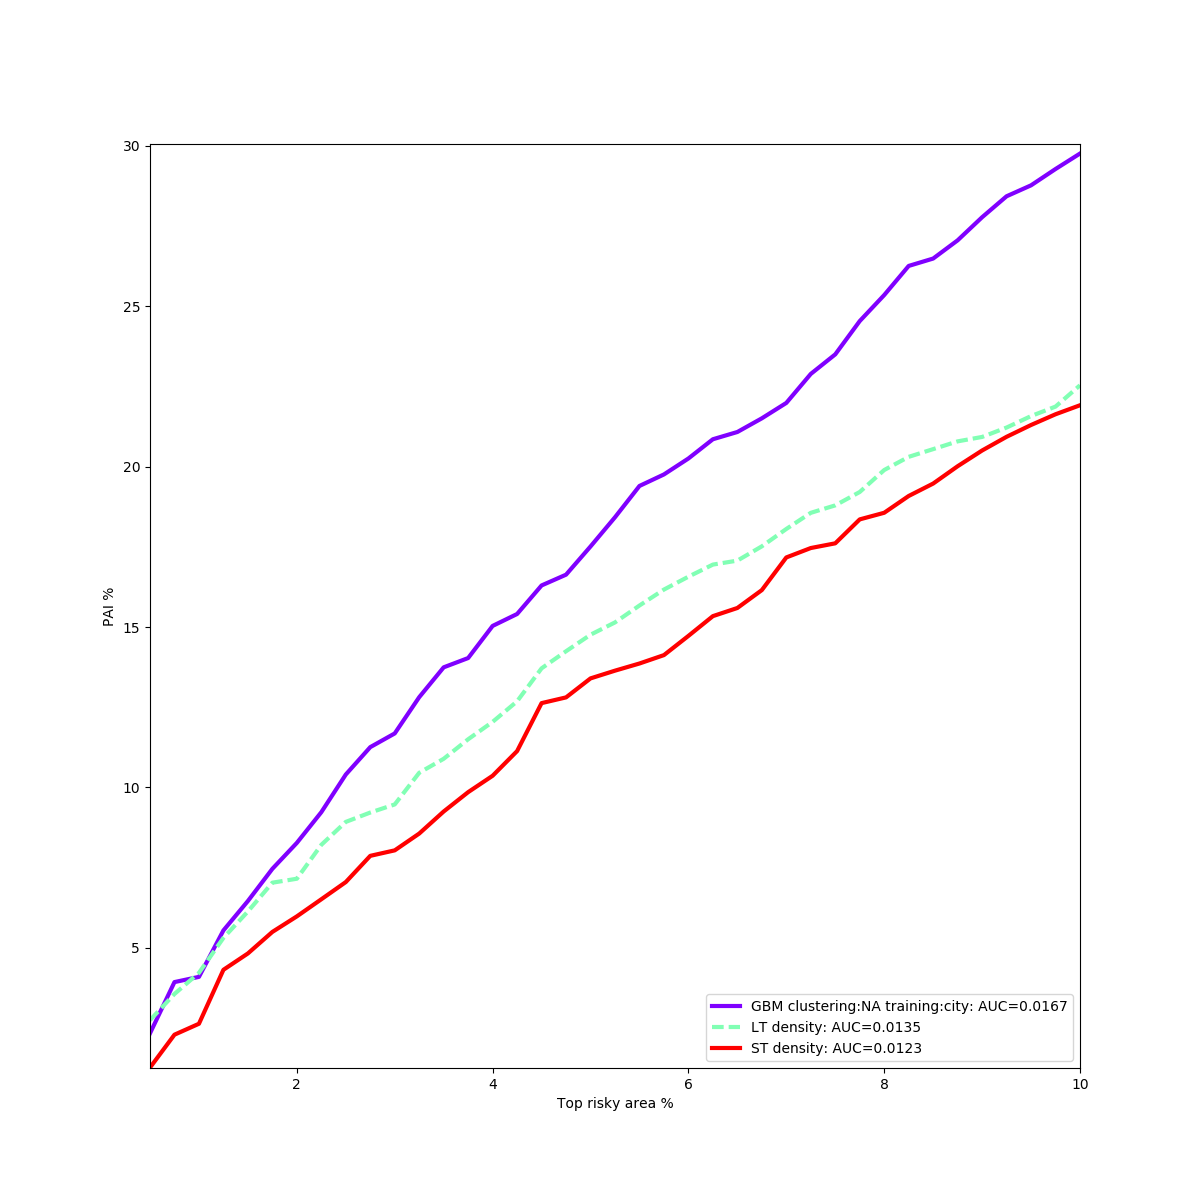 30
25
20
15
10
5
PAI %
2
4
6
8
10
Top risky area %
GBM clustering:NA training:city: AUC=0.0167
LT density: AUC=0.0135
ST density: AUC=0.0123